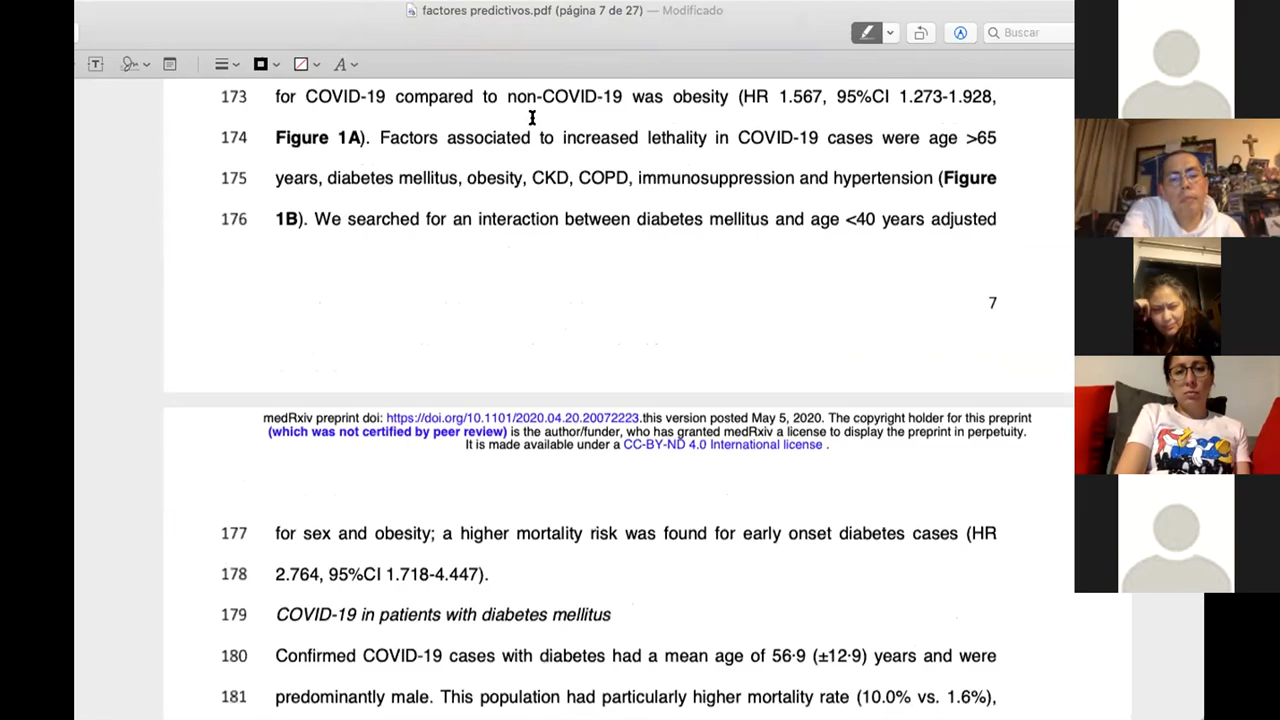 factores predictivos.pdf (página 7 de 27) — Modificado
Buscar
173 for COVID-19 compared to non-COVID-19 was obesity (HR 1.567, 95%CI 1.273-1.928,
174 Figure 1A). Factors associated to increased lethality in COVID-19 cases were age >65
175 years, diabetes mellitus, obesity, CKD, COPD, immunosuppression and hypertension (Figure
176 1B). We searched for an interaction between diabetes mellitus and age <40 years adjusted
7
medRxiv preprint doi: https://doi.org/10.1101/2020.04.20.20072223.this version posted May 5, 2020. The copyright holder for this preprint
(which was not certified by peer review) is the author/funder, who has granted medRxiv a license to display the preprint in perpetuity.
It is made available under a CC-BY-ND 4.0 International license .
177 for sex and obesity; a higher mortality risk was found for early onset diabetes cases (HR
178 2.764, 95%CI 1.718-4.447).
179 COVID-19 in patients with diabetes mellitus
180 Confirmed COVID-19 cases with diabetes had a mean age of 56·9 (±12·9) years and were
181 predominantly male. This population had particularly higher mortality rate (10.0% vs. 1.6%),